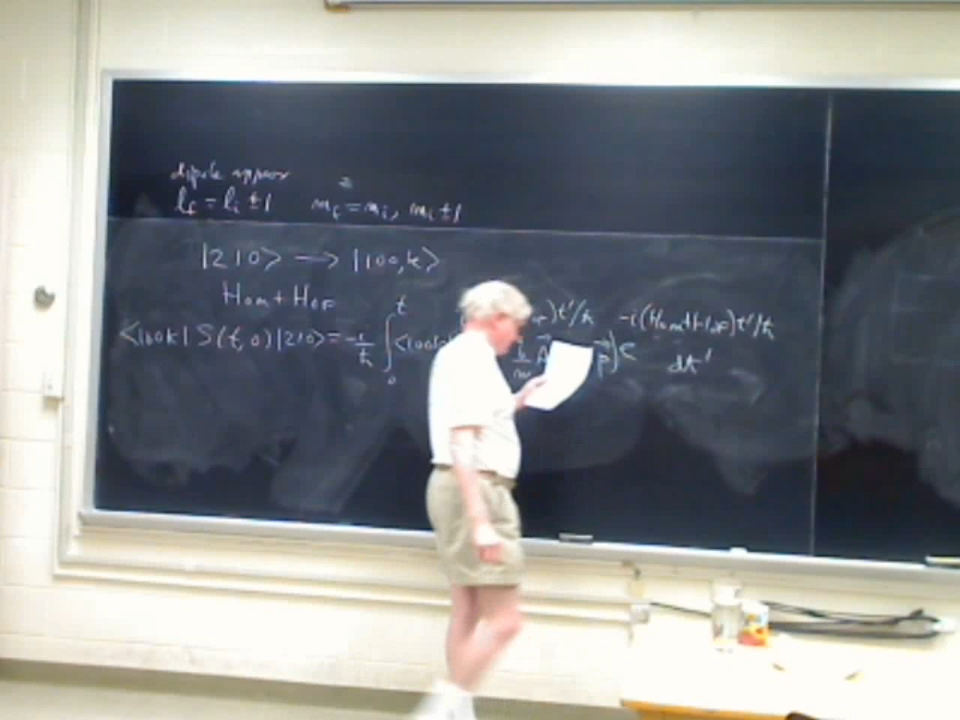 dipole approx =
l_f = l_i ± 1 m_f = m_i, m_i ± 1
|210> → |100,k>
H_om + H_oF
<100k| S(t,0) |210> = -i/ħ ∫_0^t <100 )t'/ħ A p) e -i(H_om + H_oF)t'/ħ dt'